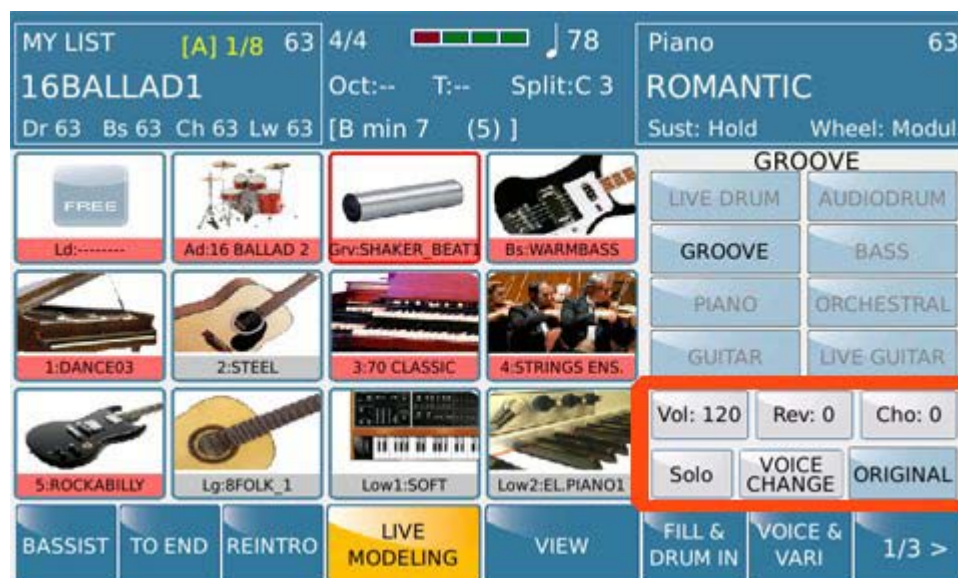 MY LIST [A] 1/8 63
16BALLAD1
Dr 63 Bs 63 Ch 63 Lw 63
4/4 78
Oct:-- T:-- Split:C 3
[B min 7 (5) ]
Piano 63
ROMANTIC
Sust: Hold Wheel: Modul
FREE
Ld:--------
Ad:16 BALLAD 2
Grv:SHAKER_BEAT1
Bs:WARMBASS
1:DANCE03
2:STEEL
3:70 CLASSIC
4:STRINGS ENS.
5:ROCKABILLY
Lg:8FOLK_1
Low1:SOFT
Low2:EL.PIANO1
GROOVE
LIVE DRUM
AUDIODRUM
GROOVE
BASS
PIANO
ORCHESTRAL
GUITAR
LIVE GUITAR
Vol: 120
Rev: 0
Cho: 0
Solo
VOICE
CHANGE
ORIGINAL
BASSIST
TO END
REINTRO
LIVE
MODELING
VIEW
FILL &
DRUM IN
VOICE &
VARI
1/3 >